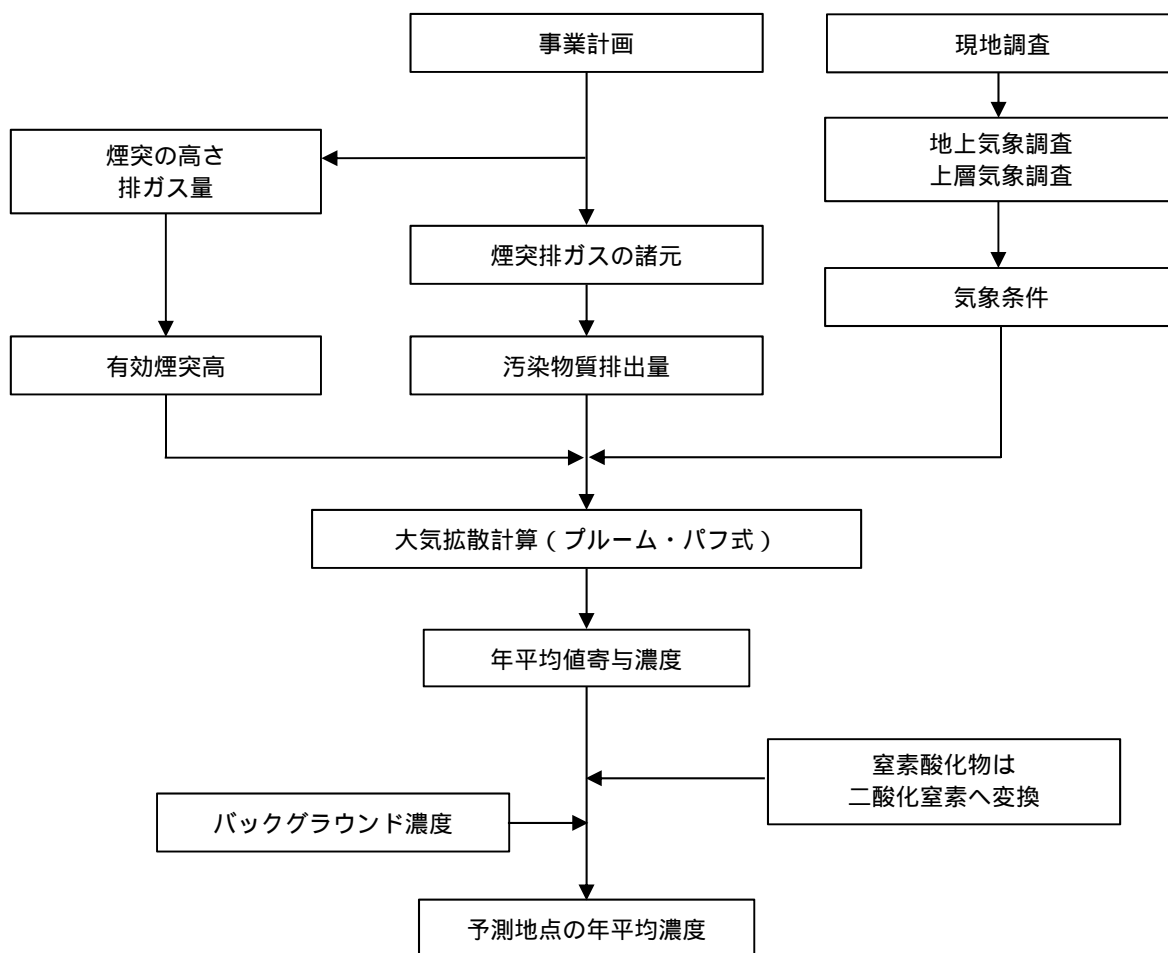 事業計画
現地調査
煙突の高さ
排ガス量
地上気象調査
上層気象調査
煙突排ガスの諸元
気象条件
有効煙突高
汚染物質排出量
大気拡散計算（プルーム・パフ式）
年平均値寄与濃度
窒素酸化物は
二酸化窒素へ変換
バックグラウンド濃度
予測地点の年平均濃度